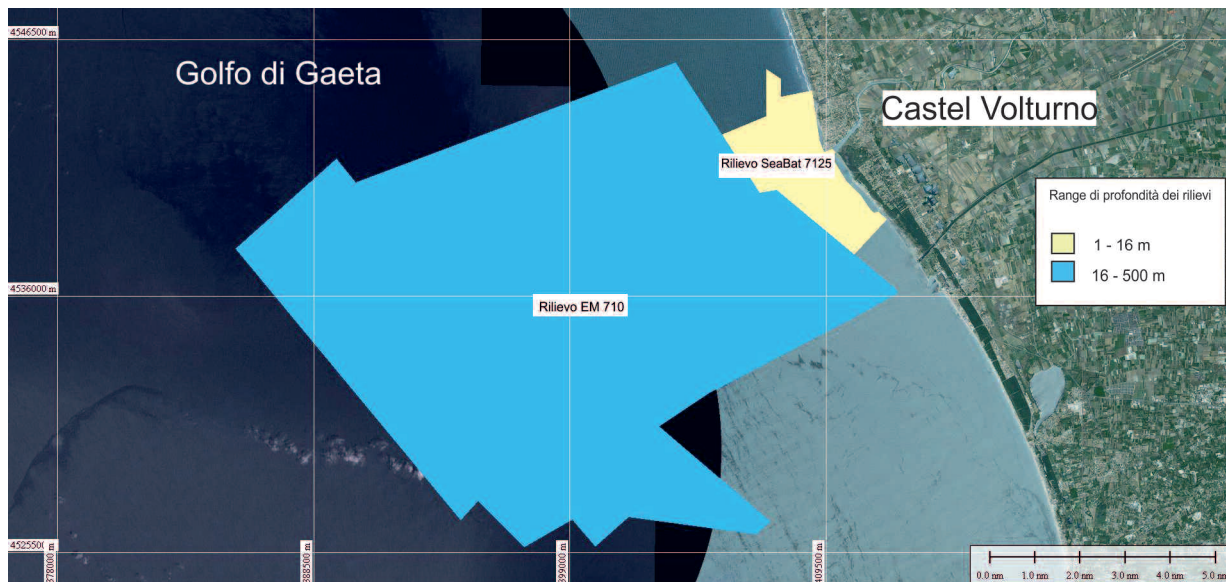 4546500 m
Golfo di Gaeta
Castel Volturno
Rilievo SeaBat 7125
Range di profondità dei rilievi
1 - 16 m
16 - 500 m
4536000 m
Rilievo EM 710
4525500 m
378000 m
388500 m
399000 m
409500 m
0.0 nm 1.0 nm 2.0 nm 3.0 nm 4.0 nm 5.0 nm